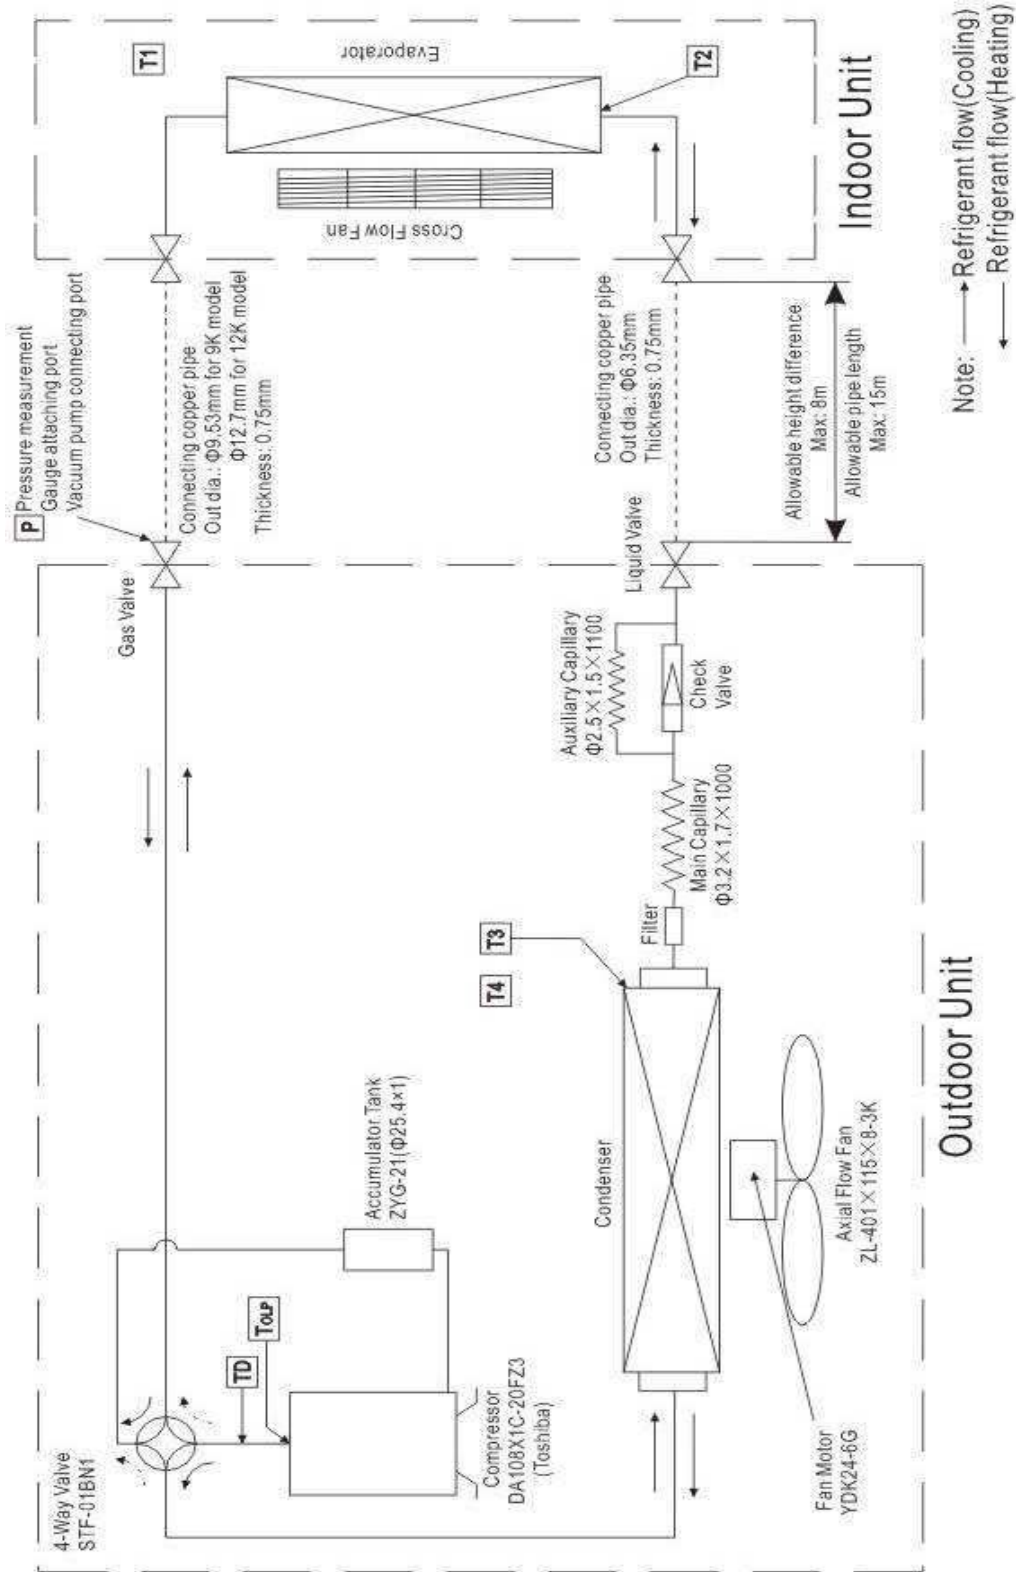 4-Way Valve
STF-01BN1
TD
TOLP
Accumulator Tank
ZYG-21(Φ25.4×1)
Compressor
DA108X1C-20FZ3
(Toshiba)
Gas Valve
P
Pressure measurement
Gauge attaching port
Vacuum pump connecting port
Connecting copper pipe
Out dia.: Φ9.53mm for 9K model
Φ12.7mm for 12K model
Thickness: 0.75mm
T1
Evaporator
Cross Flow Fan
T2
Indoor Unit
T4
T3
Condenser
Filter
Main Capillary
Φ3.2×1.7×1000
Auxiliary Capillary
Φ2.5×1.5×1100
Check
Valve
Liquid Valve
Connecting copper pipe
Out dia.: Φ6.35mm
Thickness: 0.75mm
Allowable height difference:
Max: 8m
Allowable pipe length
Max: 15m
Fan Motor
YDK24-6G
Axial Flow Fan
ZL-401×115×8-3K
Outdoor Unit
Note:
Refrigerant flow(Cooling)
Refrigerant flow(Heating)